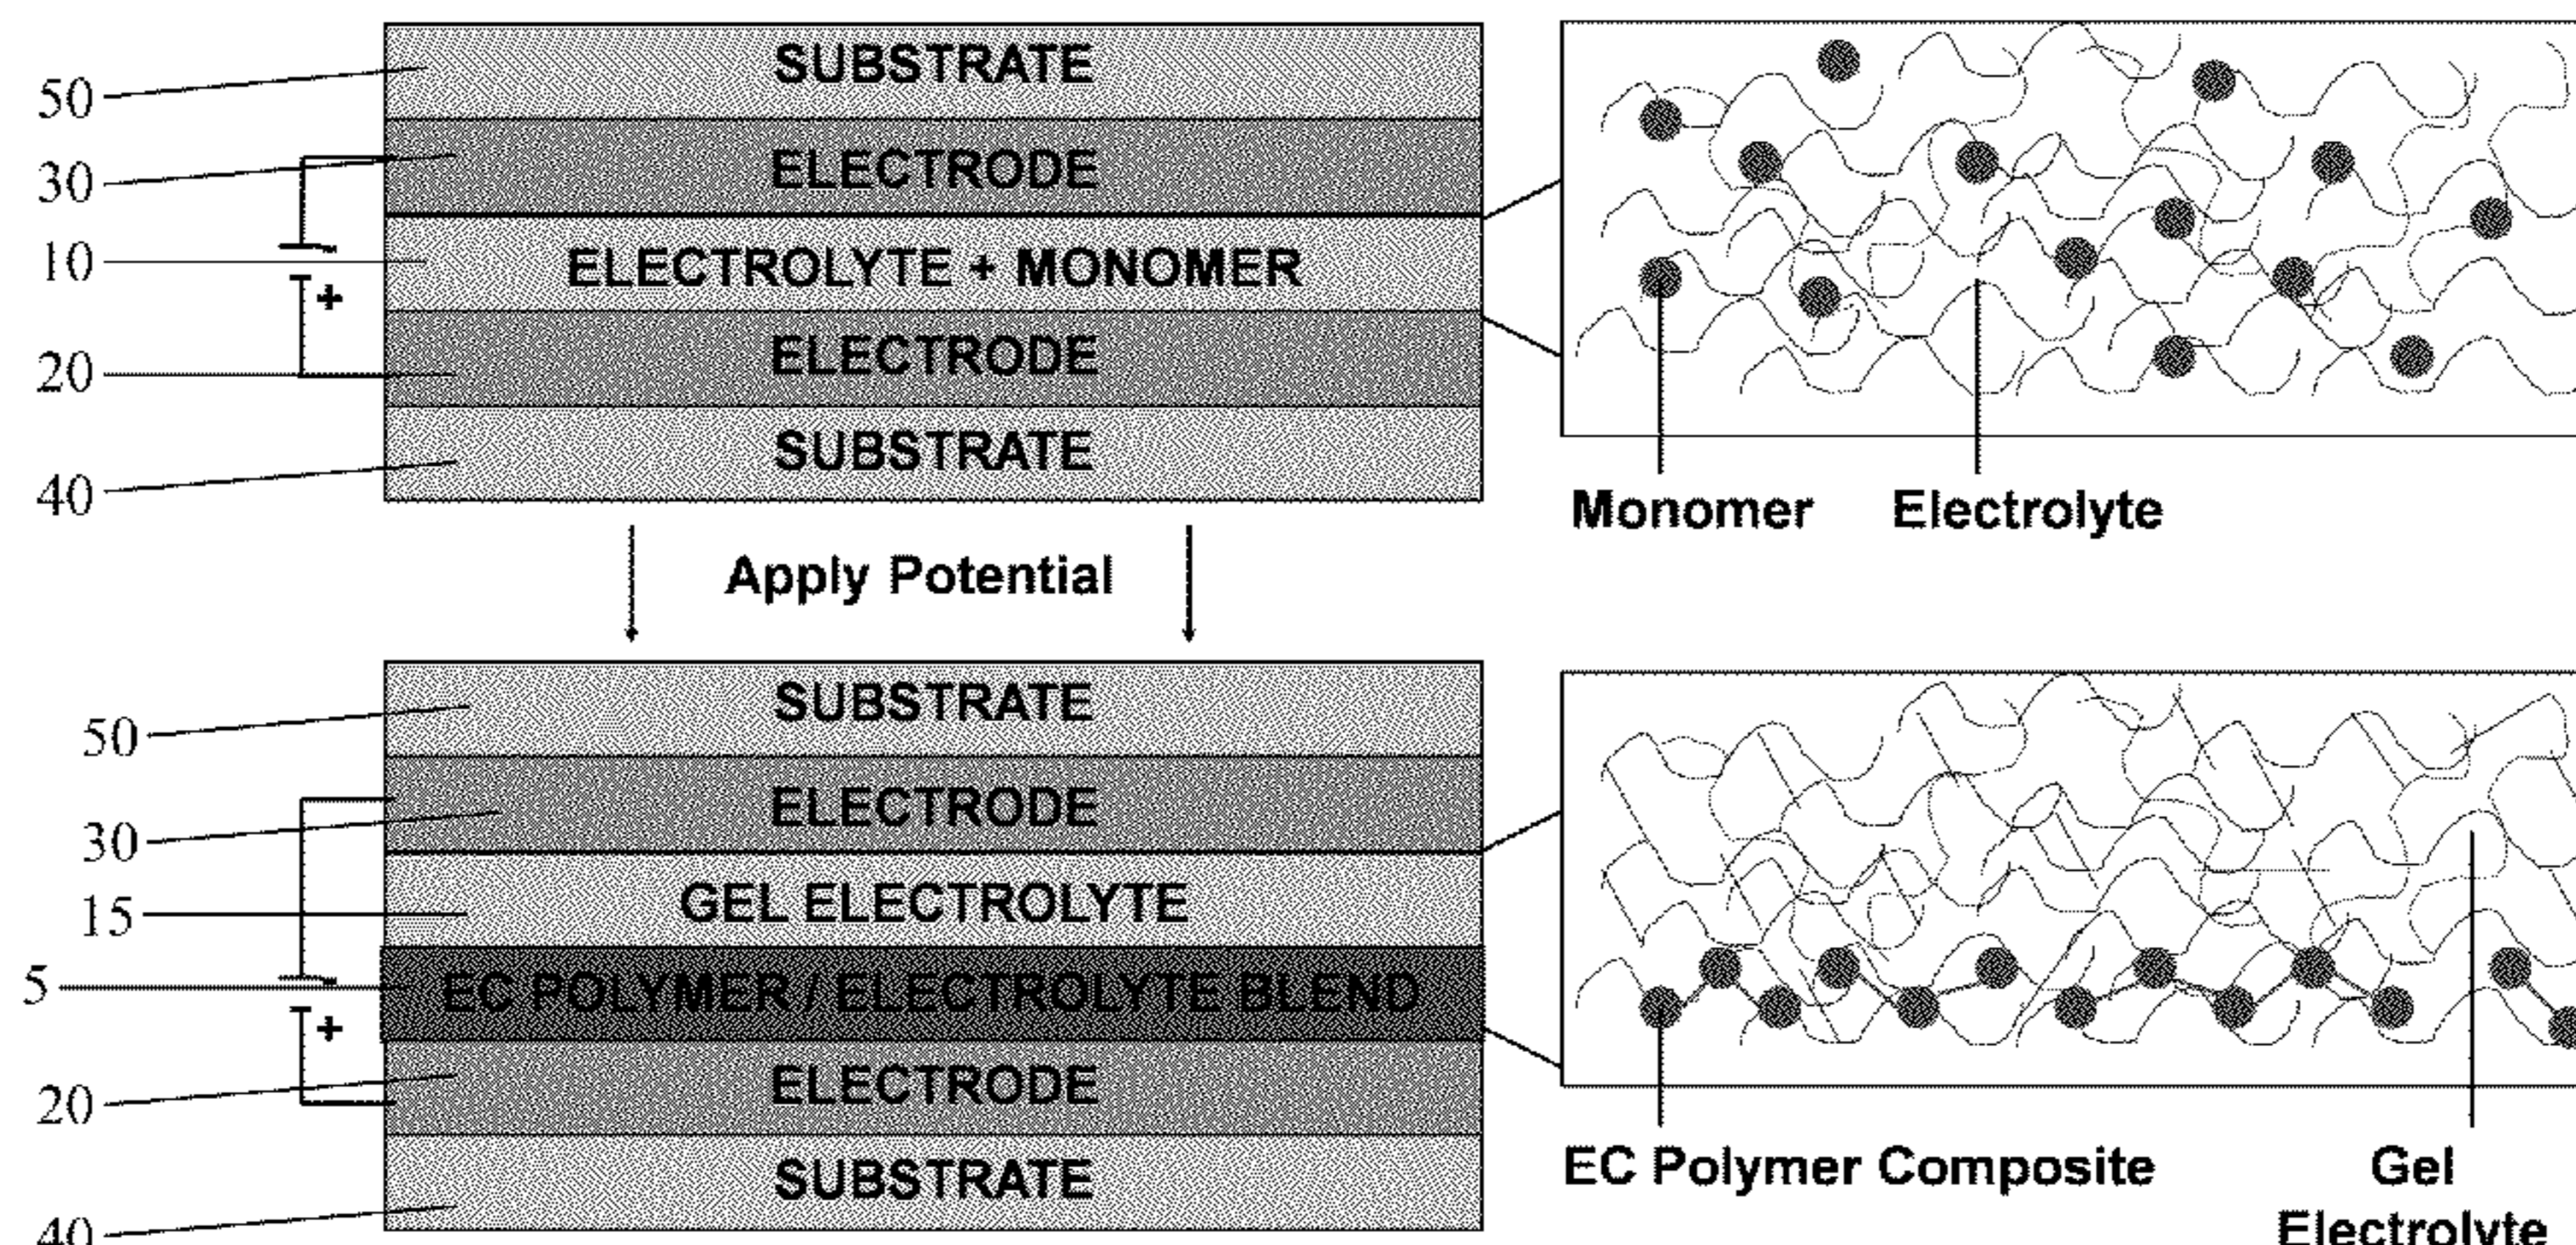 50
SUBSTRATE
30
ELECTRODE
10
ELECTROLYTE + MONOMER
-
+
20
ELECTRODE
40
SUBSTRATE
Monomer
Electrolyte
Apply Potential
50
SUBSTRATE
30
ELECTRODE
15
GEL ELECTROLYTE
5
EC POLYMER / ELECTROLYTE BLEND
-
+
20
ELECTRODE
40
SUBSTRATE
EC Polymer Composite
Gel
Electrolyte